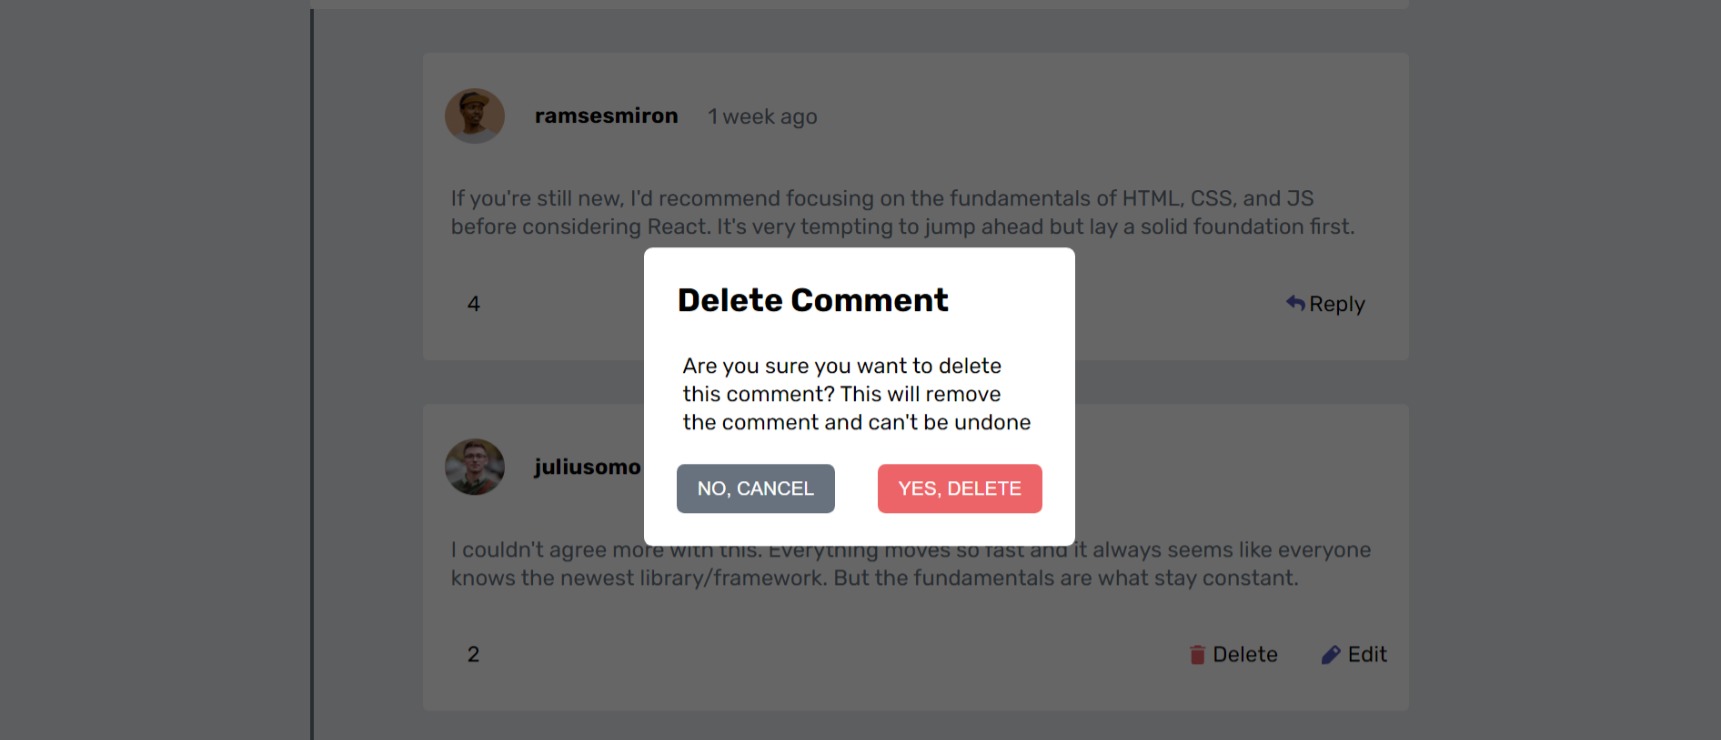 ramsesmiron 1 week ago
If you're still new, I'd recommend focusing on the fundamentals of HTML, CSS, and JS
before considering React. It's very tempting to jump ahead but lay a solid foundation first.
4
Reply
Delete Comment
Are you sure you want to delete
this comment? This will remove
the comment and can't be undone
NO, CANCEL YES, DELETE
juliusomo
I couldn't agree more with this. Everything moves so fast and it always seems like everyone
knows the newest library/framework. But the fundamentals are what stay constant.
2
Delete Edit